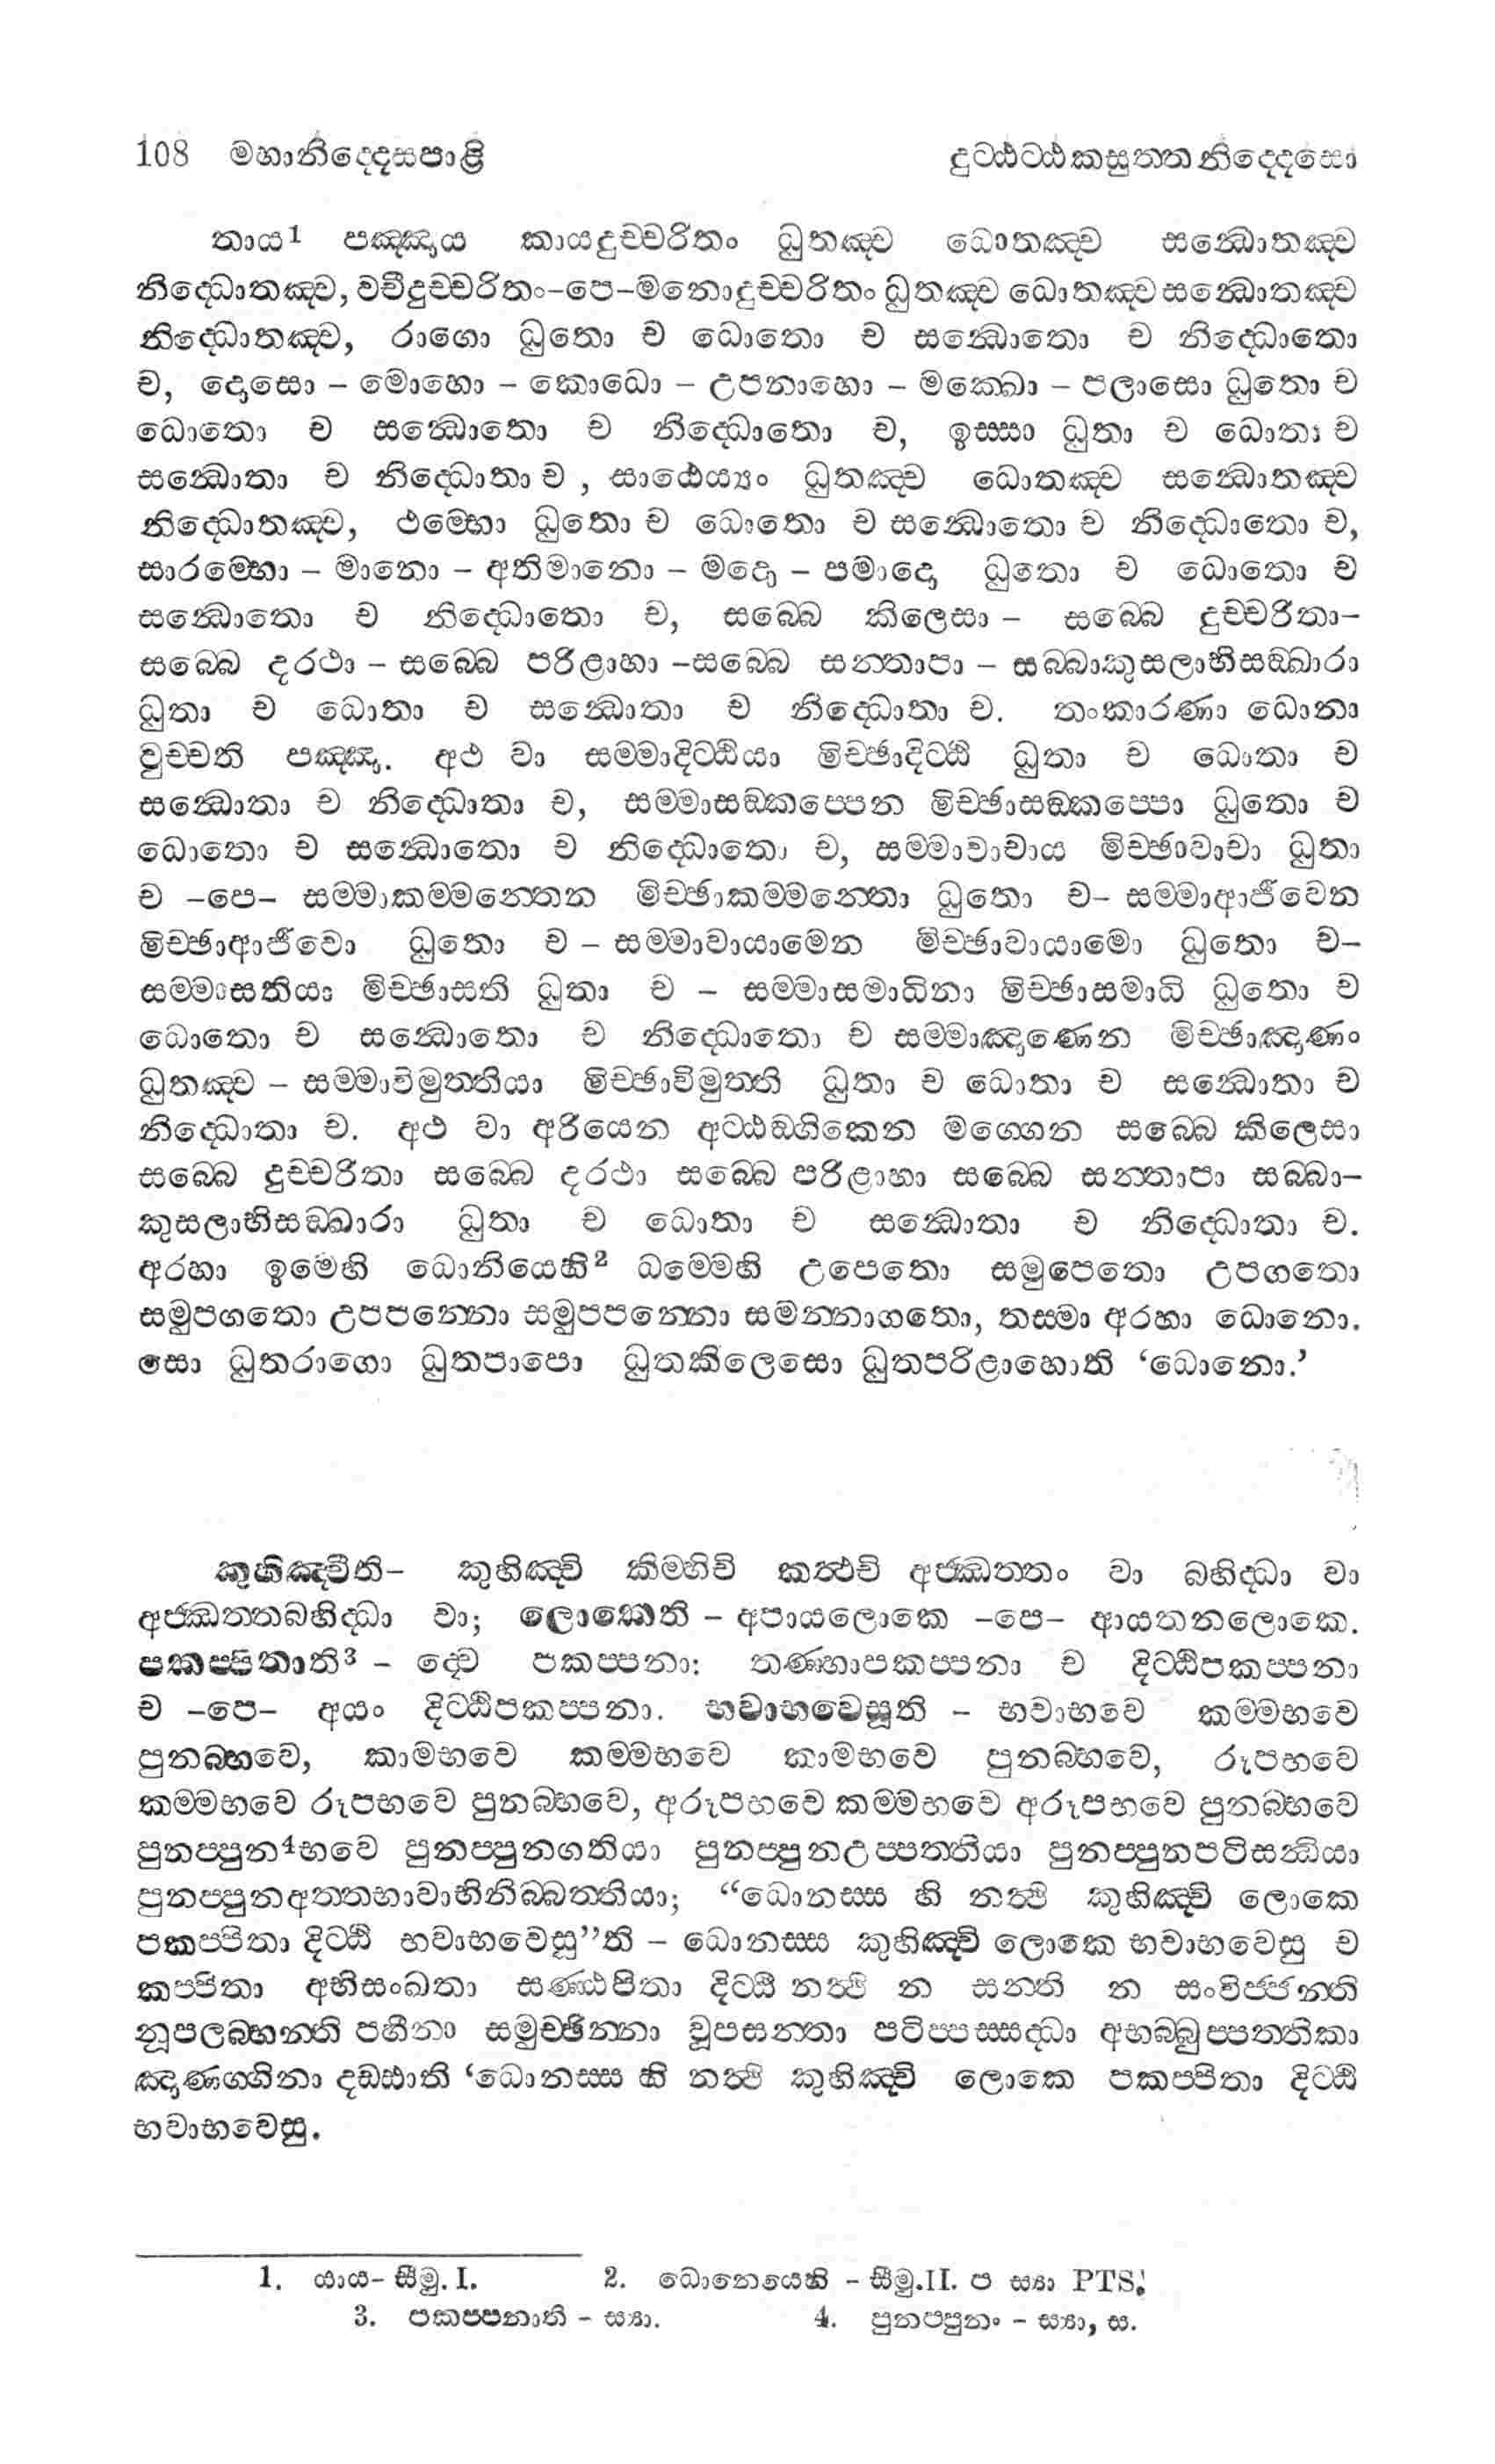 108 මහානිද්දෙසපාළි දුට්ඨට්ඨකසුත්තනිද්දෙසො
තාය1 පඤ්ඤාය කායදුච්චරිතං ධුතඤ්ච ධොතඤ්ච සන්ධොතඤ්ච
නිද්ධොතඤ්ච, වචීදුච්චරිතං-පෙ-මනොදුච්චරිතං ධුතඤ්ච ධොතඤ්ච සන්ධොතඤ්ච
නිද්ධොතඤ්ච, රාගො ධුතො ච ධොතො ච සන්ධොතො ච නිද්ධොතො
ච, දොසො - මොහො - කොධො - උපනාහො - මක්ඛො - පලාසො ධුතො ච
ධොතො ච සන්ධොතො ච නිද්ධොතො ච, ඉස්සා ධුතා ච ධොතා ච
සන්ධොතා ච නිද්ධොතා ච , සාඨෙය්‍යං ධුතඤ්ච ධොතඤ්ච සන්ධොතඤ්ච
නිද්ධොතඤ්ච, ථම්භො ධුතො ච ධොතො ච සන්ධොතො ච නිද්ධොතො ච,
සාරම්භො - මානො - අතිමානො - මදො - පමාදො ධුතො ච ධොතො ච
සන්ධොතො ච නිද්ධොතො ච, සබ්බෙ කිලෙසා - සබ්බෙ දුච්චරිතා-
සබ්බෙ දරථා - සබ්බෙ පරිළාහා -සබ්බෙ සන්තාපා - සබ්බාකුසලාභිසඞ්ඛාරා
ධුතා ච ධොතා ච සන්ධොතා ච නිද්ධොතා ච. තංකාරණා ධොනා
වුච්චති පඤ්ඤා. අථ වා සම්මාදිට්ඨියා මිච්ඡාදිට්ඨි ධුතා ච ධොතා ච
සන්ධොතා ච නිද්ධොතා ච, සම්මාසඞ්කප්පෙන මිච්ඡාසඞ්කප්පො ධුතො ච
ධොතො ච සන්ධොතො ච නිද්ධොතො ච, සම්මාවාචාය මිච්ඡාවාචා ධුතා
ච -පෙ- සම්මාකම්මන්තෙන මිච්ඡාකම්මන්තො ධුතො ච- සම්මාආජීවෙන
මිච්ඡාආජීවො ධුතො ච - සම්මාවායාමෙන මිච්ඡාවායාමො ධුතො ච-
සම්මාසතියා මිච්ඡාසති ධුතා ච - සම්මාසමාධිනා මිච්ඡාසමාධි ධුතො ච
ධොතො ච සන්ධොතො ච නිද්ධොතො ච සම්මාඤාණෙන මිච්ඡාඤාණං
ධුතඤ්ච - සම්මාවිමුත්තියා මිච්ඡාවිමුත්ති ධුතා ච ධොතා ච සන්ධොතා ච
නිද්ධොතා ච. අථ වා අරියෙන අට්ඨඞ්ගිකෙන මග්ගෙන සබ්බෙ කිලෙසා
සබ්බෙ දුච්චරිතා සබ්බෙ දරථා සබ්බෙ පරිළාහා සබ්බෙ සන්තාපා සබ්බා-
කුසලාභිසඞ්ඛාරා ධුතා ච ධොතා ච සන්ධොතා ච නිද්ධොතා ච.
අරහා ඉමෙහි ධොනියෙහි2 ධම්මෙහි උපෙතො සමුපෙතො උපගතො
සමුපගතො උපපන්නො සමුපපන්නො සමන්නාගතො, තස්මා අරහා ධොනො.
සො ධුතරාගො ධුතපාපො ධුතකිලෙසො ධුතපරිළාහොති ‘ධොනො.’
කුහිඤ්චීති- කුහිඤ්චි කිම්හිචි කත්ථචි අජ්ඣත්තං වා බහිද්ධා වා
අජ්ඣත්තබහිද්ධා වා; ලොකෙති - අපායලොකෙ -පෙ- ආයතනලොකෙ.
පකප්පිතාති3 - ද්වෙ පකප්පනා: තණ්හාපකප්පනා ච දිට්ඨිපකප්පනා
ච -පෙ- අයං දිට්ඨිපකප්පනා. භවාභවෙසූති - භවාභවෙ කම්මභවෙ
පුනබ්භවෙ, කාමභවෙ කම්මභවෙ කාමභවෙ පුනබ්භවෙ, රූපභවෙ
කම්මභවෙ රූපභවෙ පුනබ්භවෙ, අරූපභවෙ කම්මභවෙ අරූපභවෙ පුනබ්භවෙ
පුනප්පුන4භවෙ පුනප්පුනගතියා පුනප්පුනඋප්පත්තියා පුනප්පුනපටිසන්ධියා
පුනප්පුනඅත්තභාවාභිනිබ්බත්තියා; “ධොනස්ස හි නත්ථි කුහිඤ්චි ලොකෙ
පකප්පිතා දිට්ඨි භවාභවෙසු”ති - ධොනස්ස කුහිඤ්චි ලොකෙ භවාභවෙසු ච
කප්පිතා අභිසංඛතා සණ්ඨපිතා දිට්ඨි නත්ථි න සන්ති න සංවිජ්ජන්ති
නූපලබ්භන්ති පහීනා සමුච්ඡින්නා වූපසන්තා පටිප්පස්සද්ධා අභබ්බුප්පත්තිකා
ඤාණග්ගිනා දඩ්ඪාති ‘ධොනස්ස හි නත්ථි කුහිඤ්චි ලොකෙ පකප්පිතා දිට්ඨි
භවාභවෙසු.
1. යාය- සීමු. I. 2. ධොනෙයෙහි - සීමු.II. ප ස්‍යා PTS.
3. පකප්පනාති - ස්‍යා. 4. පුනප්පුනං - ස්‍යා, ස.